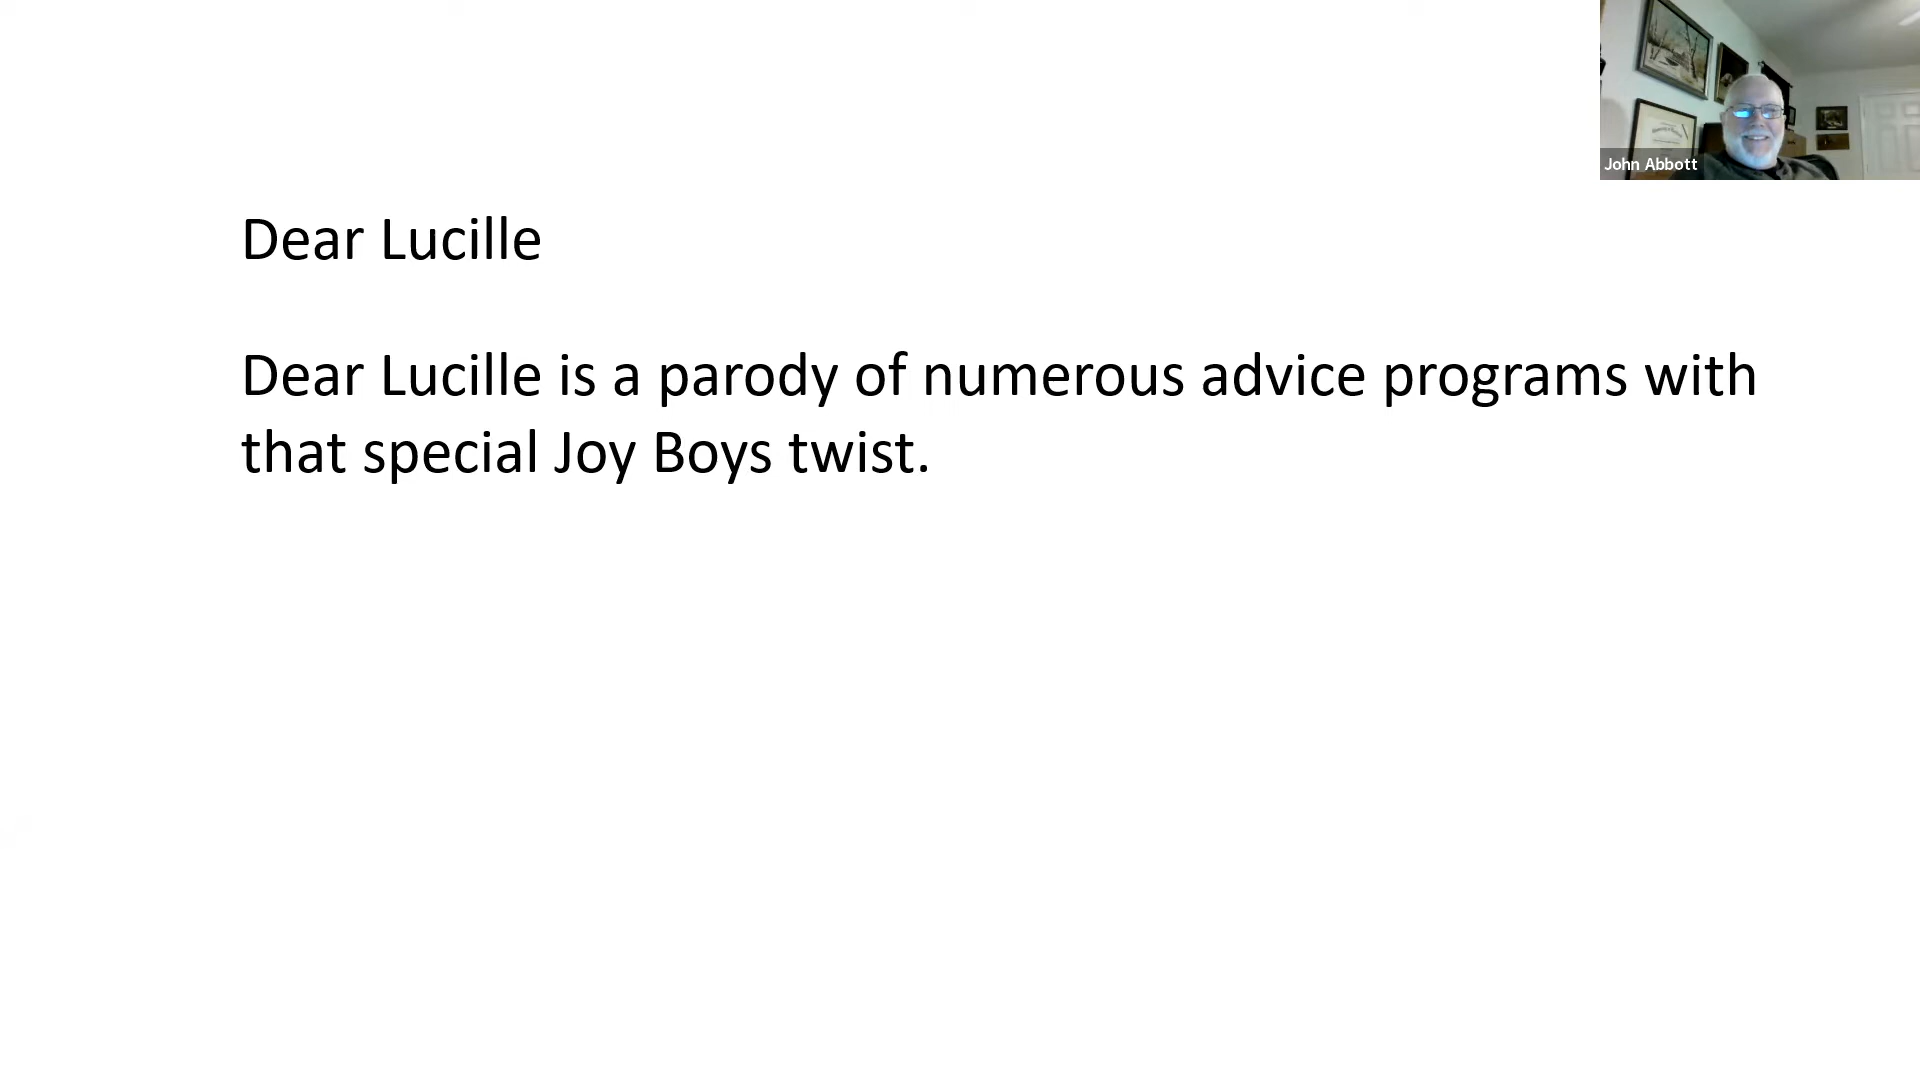 John Abbott
Dear Lucille
Dear Lucille is a parody of numerous advice programs with
that special Joy Boys twist.